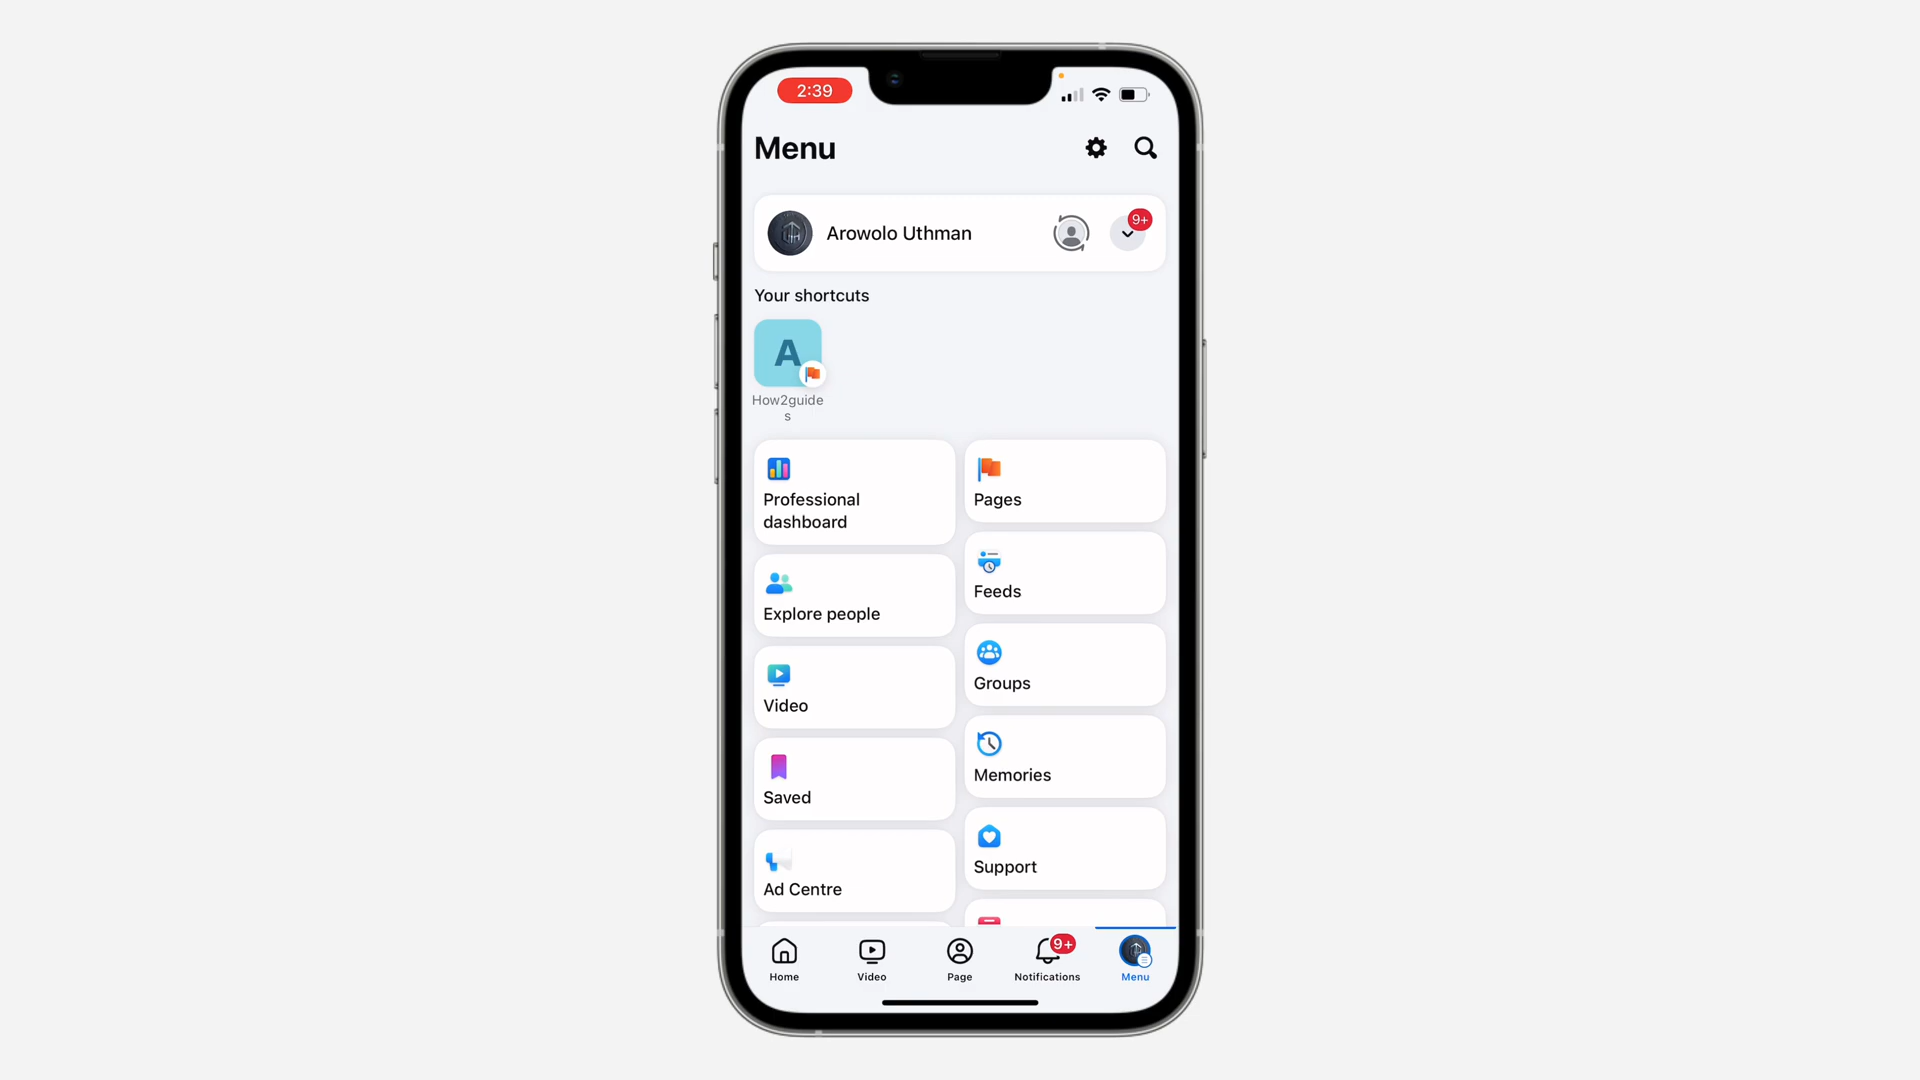 2:39
Menu
Arowolo Uthman
9+
Your shortcuts
A
How2guide
s
Professional
dashboard
Pages
Explore people
Feeds
Video
Groups
Saved
Memories
Ad Centre
Support
Home
Video
Page
9+
Notifications
Menu